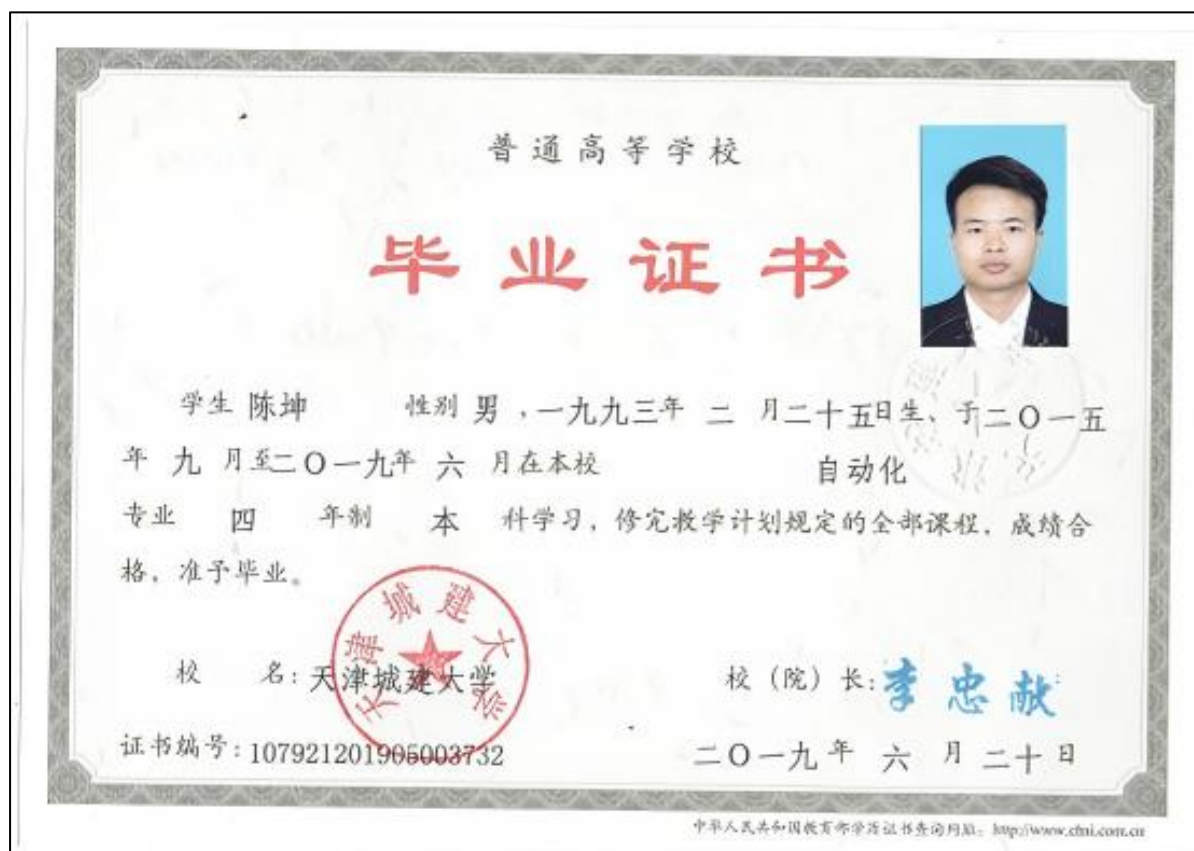 普通高等学校
毕业证书
学生 陈坤 性别 男，一九九三年 二 月二十五日生、于二〇一五
年 九 月至二〇一九年 六 月在本校 自动化
专业 四 年制 本 科学习，修完教学计划规定的全部课程，成绩合
格，准予毕业。
天津城建大学
校 名：天津城建大学 校（院）长：李忠献
证书编号：107921201905003732 二〇一九年 六 月 二十日
中华人民共和国教育部学历证书查询网址：http://www.chsi.com.cn